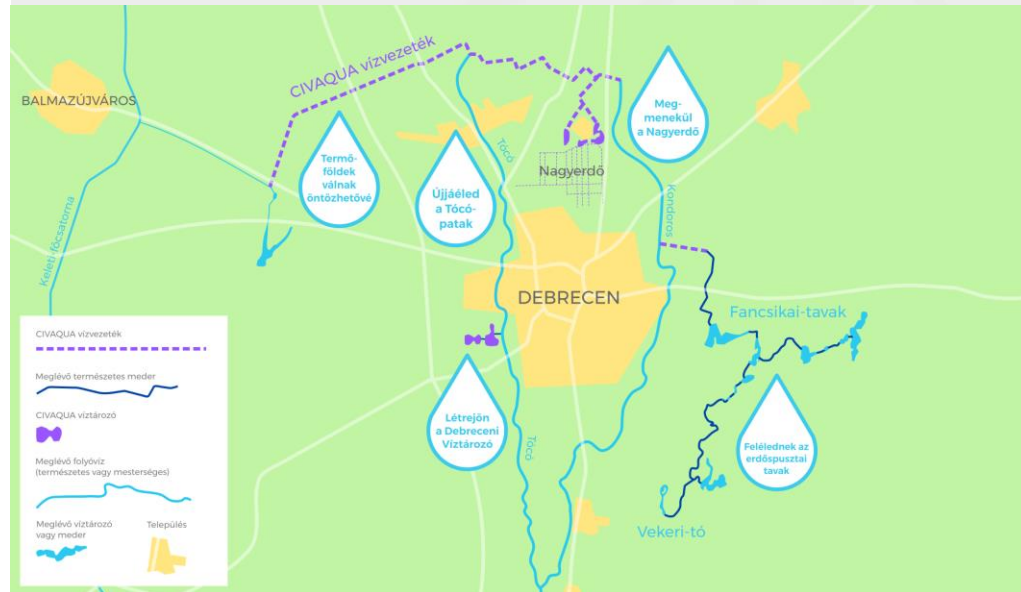 BALMAZÚJVÁROS
CIVAQUA vízvezeték
Termő-
földek
válnak
öntözhetővé
Tócó
Újjáéled
a Tócó-
patak
Meg-
menekül
a Nagyerdő
Nagyerdő
Kondoros
Keleti-főcsatorna
DEBRECEN
Fancsikai-tavak
Létrejön
a Debreceni
Víztározó
Tócó
Felélednek az
erdőspusztai
tavak
Vekeri-tó
CIVAQUA vízvezeték
Meglévő természetes meder
CIVAQUA víztározó
Meglévő folyóvíz
(természetes vagy mesterséges)
Meglévő víztározó
vagy meder
Település